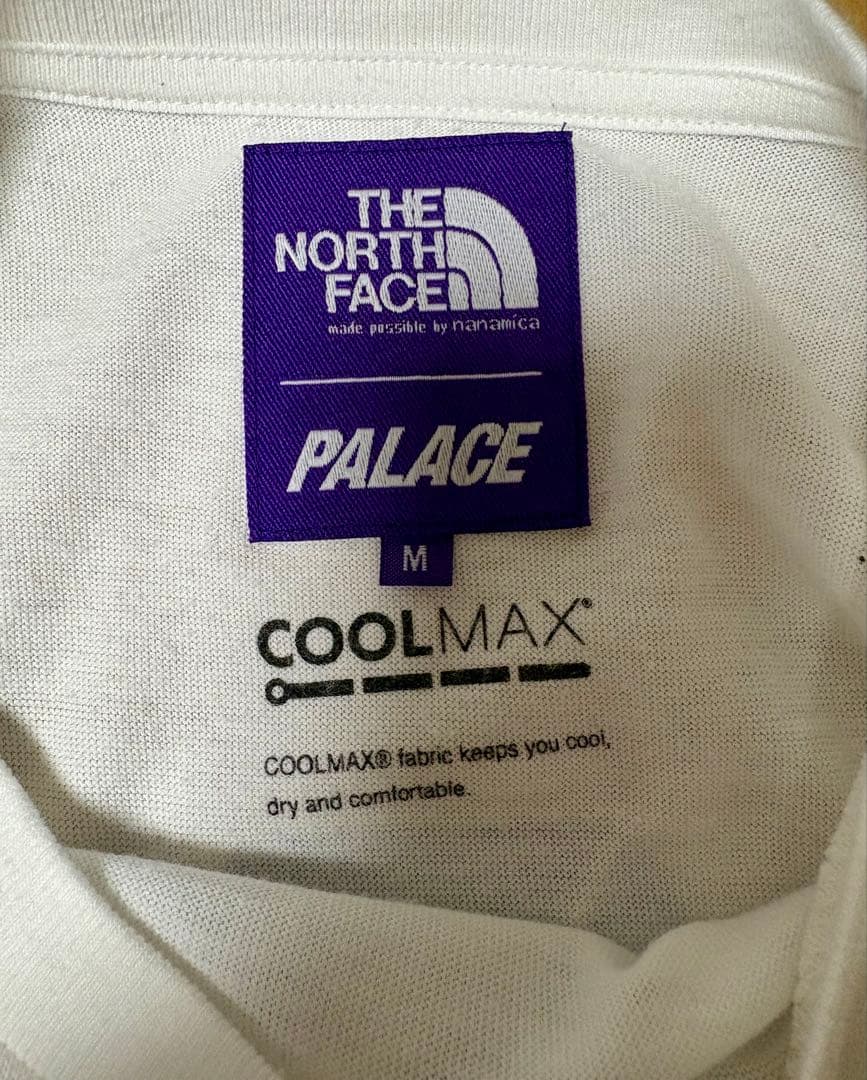 THE
NORTH
FACE
made possible by nanamica
PALACE
M
COOLMAX®
COOLMAX® fabric keeps you cool,
dry and comfortable.